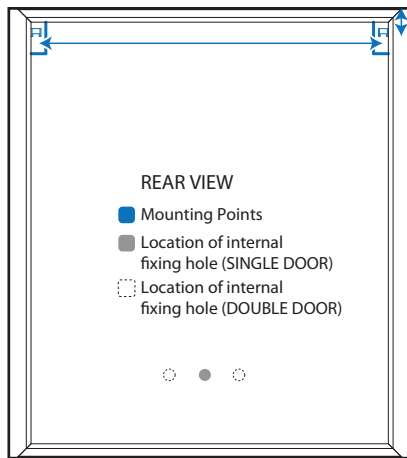 REAR VIEW
Mounting Points
Location of internal
fixing hole (SINGLE DOOR)
Location of internal
fixing hole (DOUBLE DOOR)